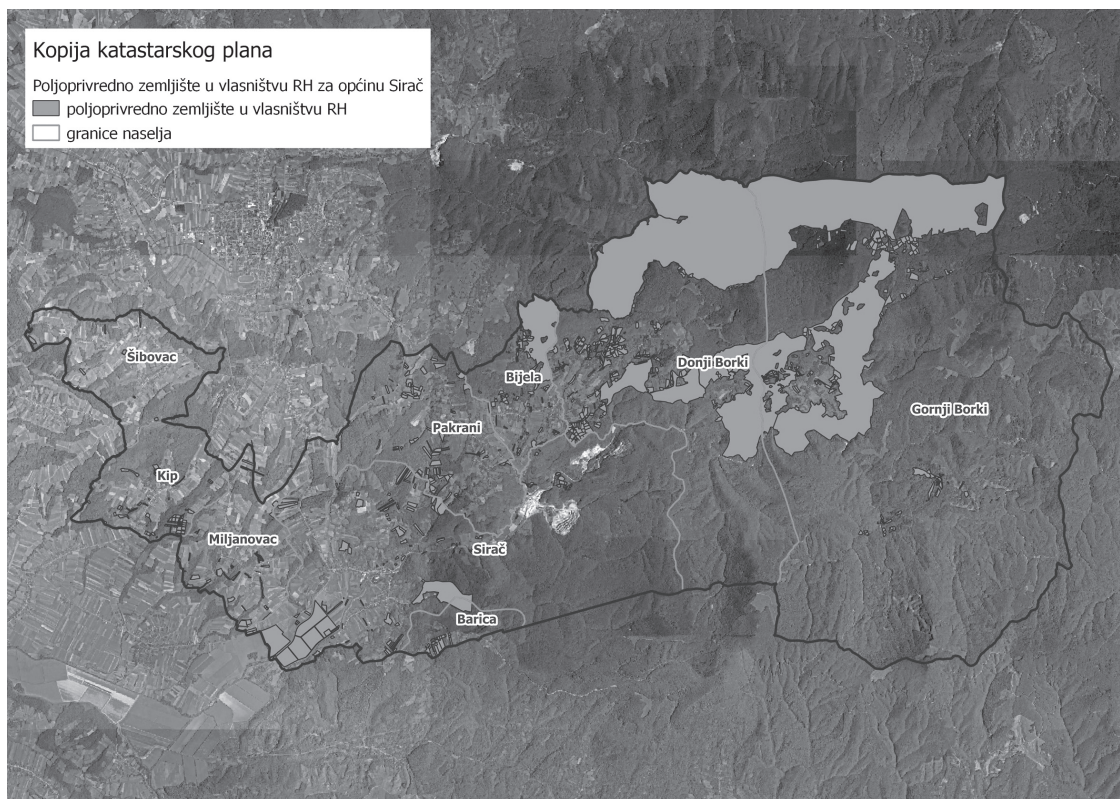 Kopija katastarskog plana
Poljoprivredno zemljište u vlasništvu RH za općinu Sirač
poljoprivredno zemljište u vlasništvu RH
granice naselja
Šibovac
Bijela
Donji Borki
Gornji Borki
Pakrani
Kip
Miljanovac
Sirač
Barica